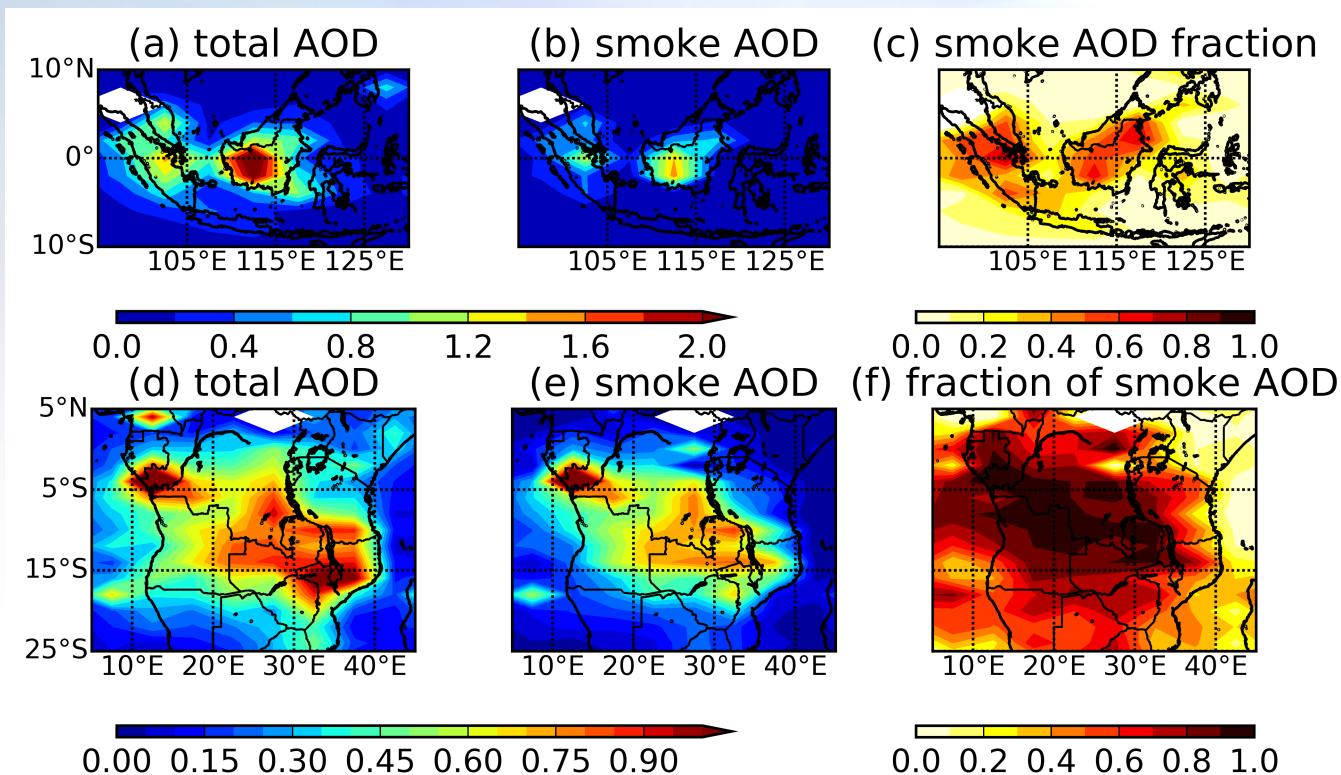 (a) total AOD (b) smoke AOD (c) smoke AOD fraction
10°N
0°
10°S
105°E 115°E 125°E 105°E 115°E 125°E 105°E 115°E 125°E
0.0 0.4 0.8 1.2 1.6 2.0 0.0 0.2 0.4 0.6 0.8 1.0
(d) total AOD (e) smoke AOD (f) fraction of smoke AOD
5°N
5°S
15°S
25°S
10°E 20°E 30°E 40°E 10°E 20°E 30°E 40°E 10°E 20°E 30°E 40°E
0.00 0.15 0.30 0.45 0.60 0.75 0.90 0.0 0.2 0.4 0.6 0.8 1.0